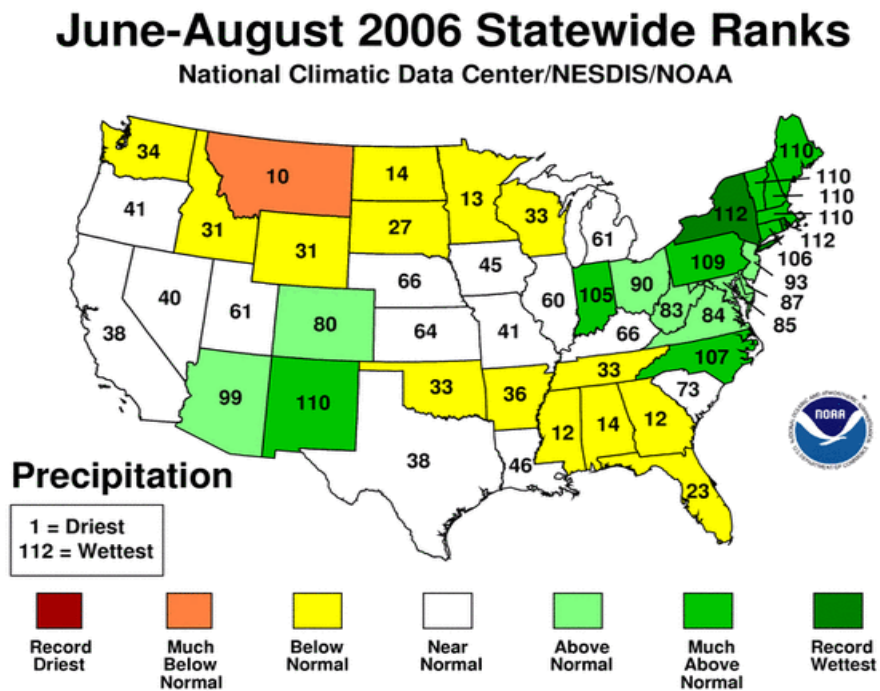 June-August 2006 Statewide Ranks
National Climatic Data Center/NESDIS/NOAA
34
10
14
13
33
61
110
110
110
110
112
112
106
93
87
85
41
31
31
27
109
45
66
60
105
90
83
84
40
61
80
64
41
66
38
107
33
73
99
110
33
36
12
14
12
38
46
23
NOAA
Precipitation
1 = Driest
112 = Wettest
Record
Driest
Much
Below
Normal
Below
Normal
Near
Normal
Above
Normal
Much
Above
Normal
Record
Wettest